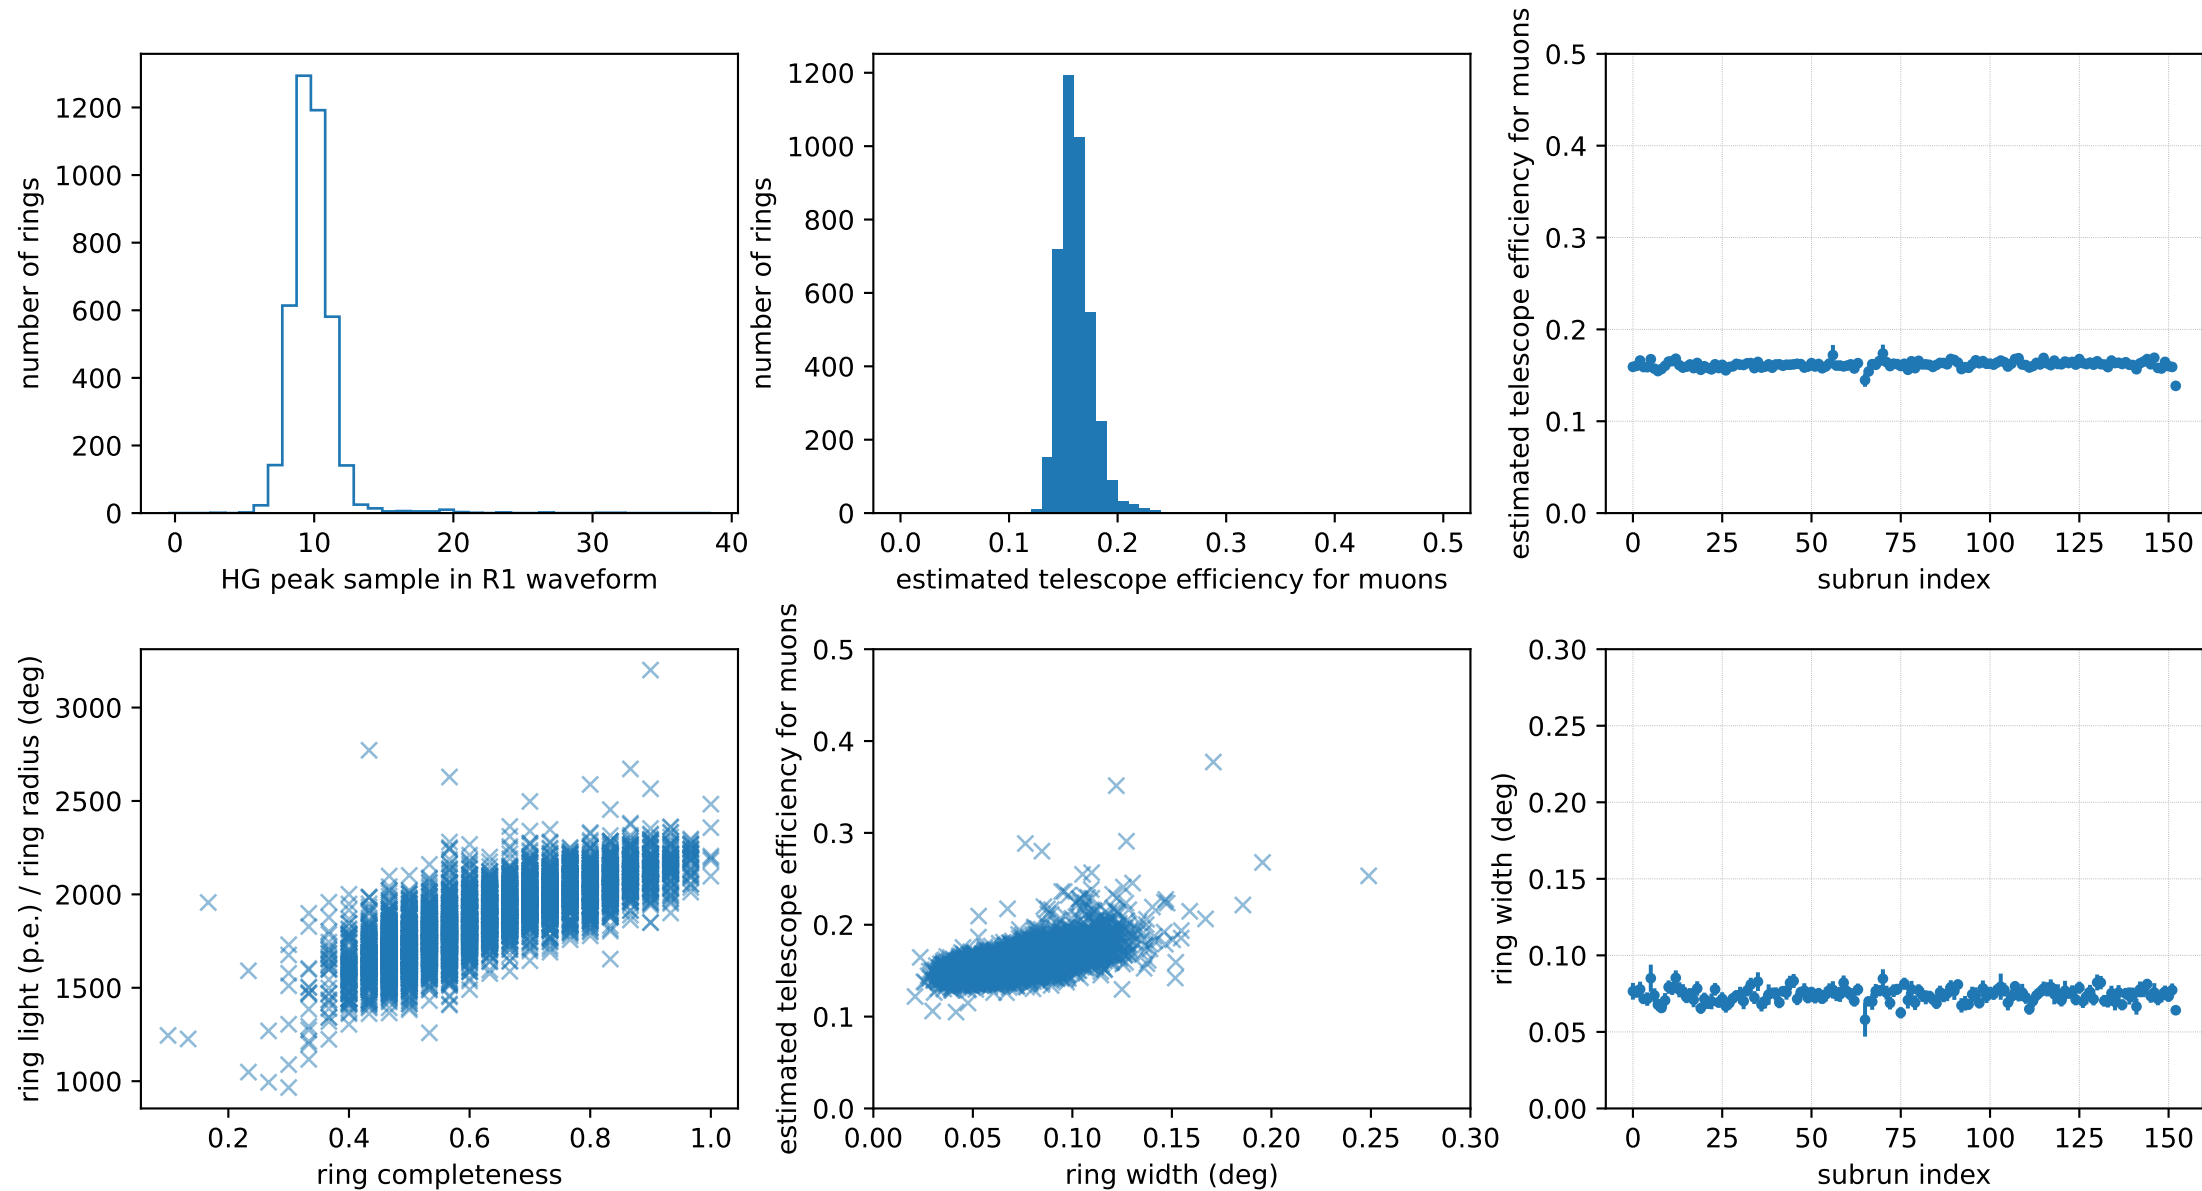 number of rings
1200
1000
800
600
400
200
0
0 10 20 30 40
HG peak sample in R1 waveform
number of rings
1200
1000
800
600
400
200
0
0.0 0.1 0.2 0.3 0.4 0.5
estimated telescope efficiency for muons
estimated telescope efficiency for muons
0.5
0.4
0.3
0.2
0.1
0.0
0 25 50 75 100 125 150
subrun index
ring light (p.e.) / ring radius (deg)
3000
2500
2000
1500
1000
0.2 0.4 0.6 0.8 1.0
ring completeness
estimated telescope efficiency for muons
0.5
0.4
0.3
0.2
0.1
0.0
0.00 0.05 0.10 0.15 0.20 0.25 0.30
ring width (deg)
ring width (deg)
0.30
0.25
0.20
0.15
0.10
0.05
0.00
0 25 50 75 100 125 150
subrun index